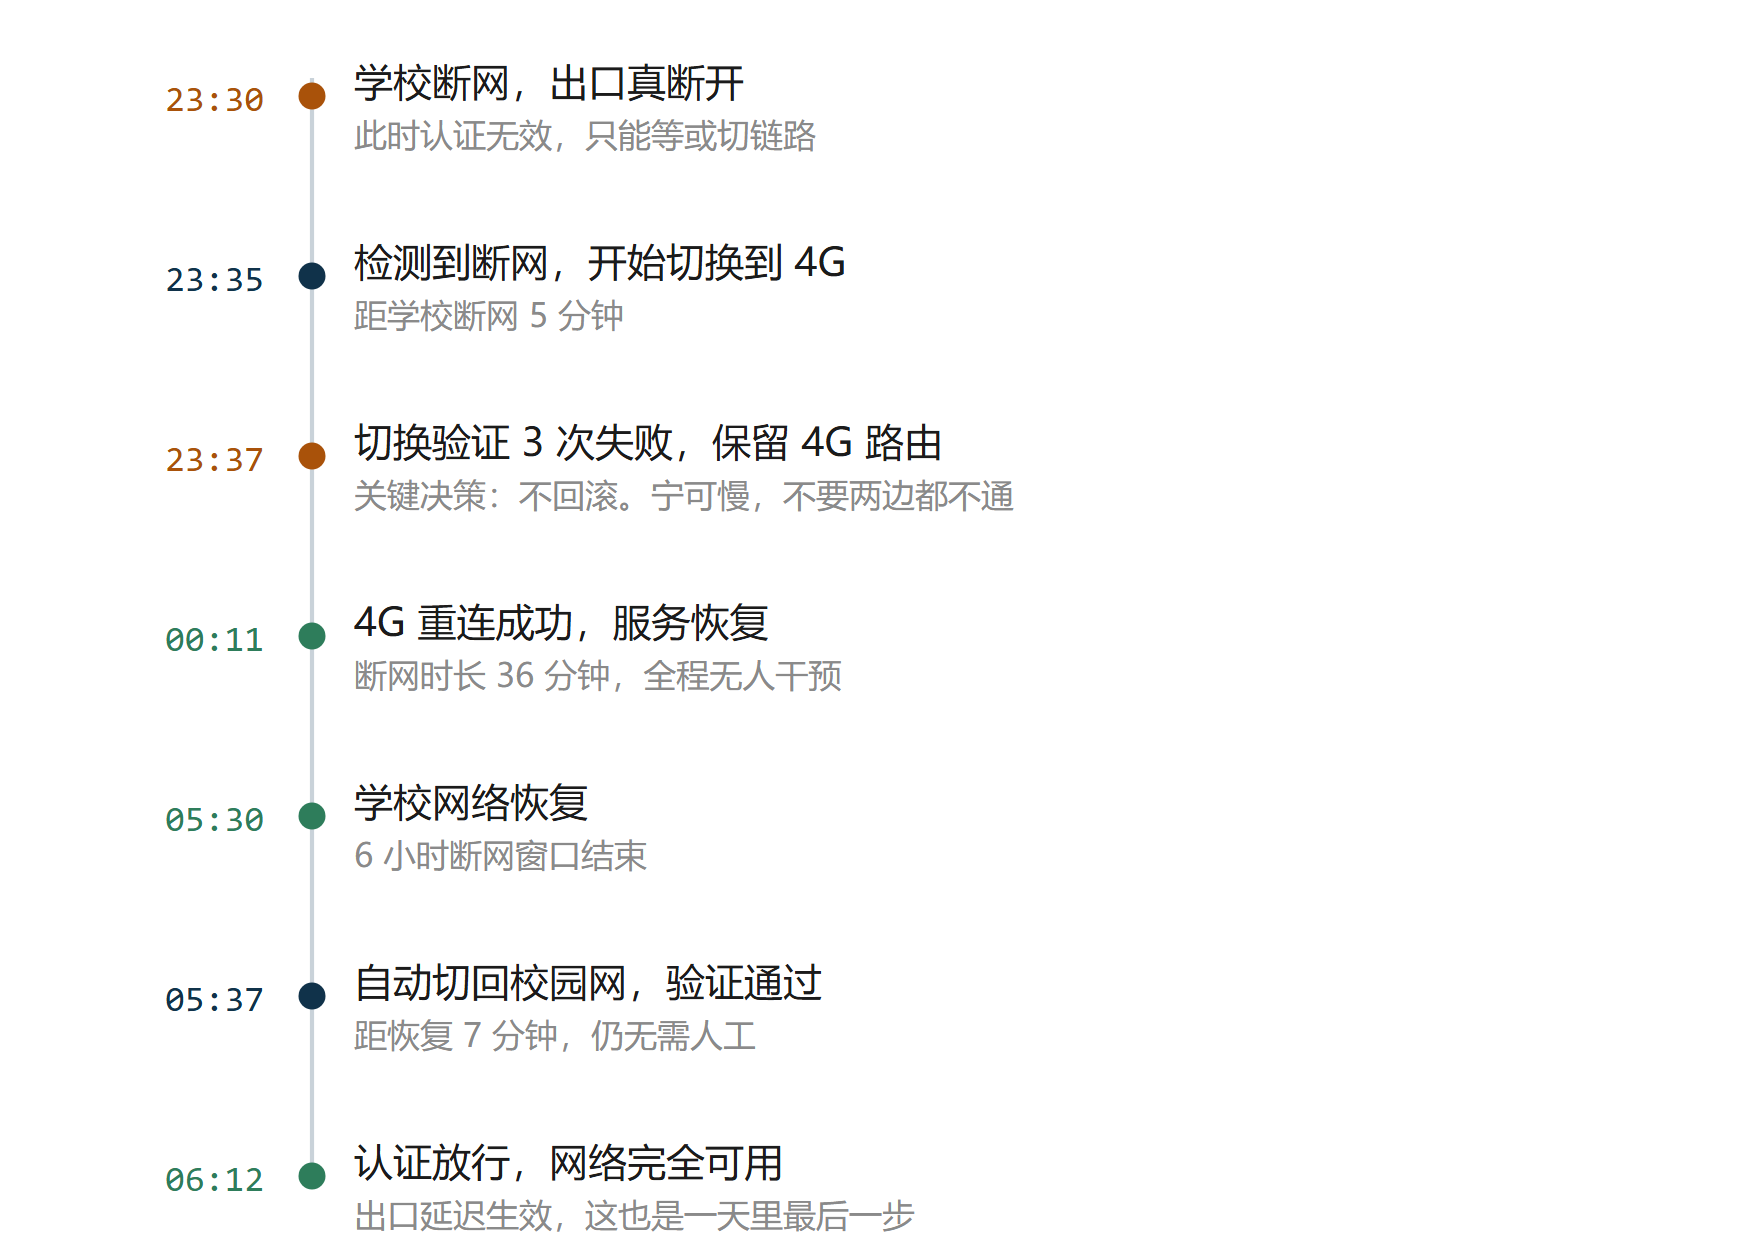 23:30
学校断网，出口真断开
此时认证无效，只能等或切链路
23:35
检测到断网，开始切换到 4G
距学校断网 5 分钟
23:37
切换验证 3 次失败，保留 4G 路由
关键决策：不回滚。宁可慢，不要两边都不通
00:11
4G 重连成功，服务恢复
断网时长 36 分钟，全程无人干预
05:30
学校网络恢复
6 小时断网窗口结束
05:37
自动切回校园网，验证通过
距恢复 7 分钟，仍无需人工
06:12
认证放行，网络完全可用
出口延迟生效，这也是一天里最后一步